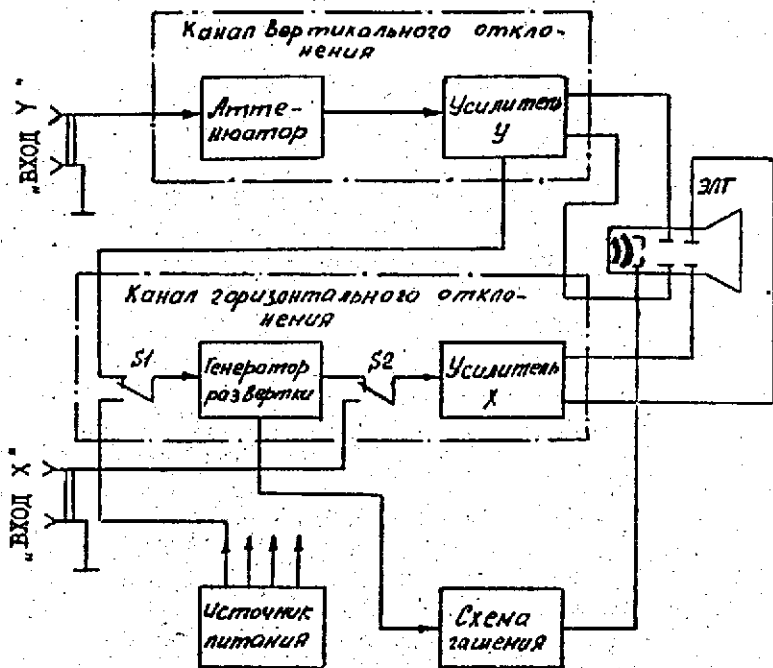 Канал вертикального откло-
нения
„ВХОД Y"
Атте-
нюатор
Усилитель
У
ЭЛТ
Канал горизонтального откло-
нения
S1
Генератор
развертки
S2
Усилитель
X
„ВХОД X"
Источник
питания
Схема
гашения